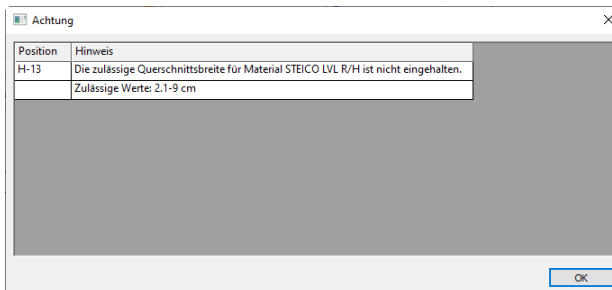 Achtung
Position Hinweis
H-13 Die zulässige Querschnittsbreite für Material STEICO LVL R/H ist nicht eingehalten.
Zulässige Werte: 2.1-9 cm
OK